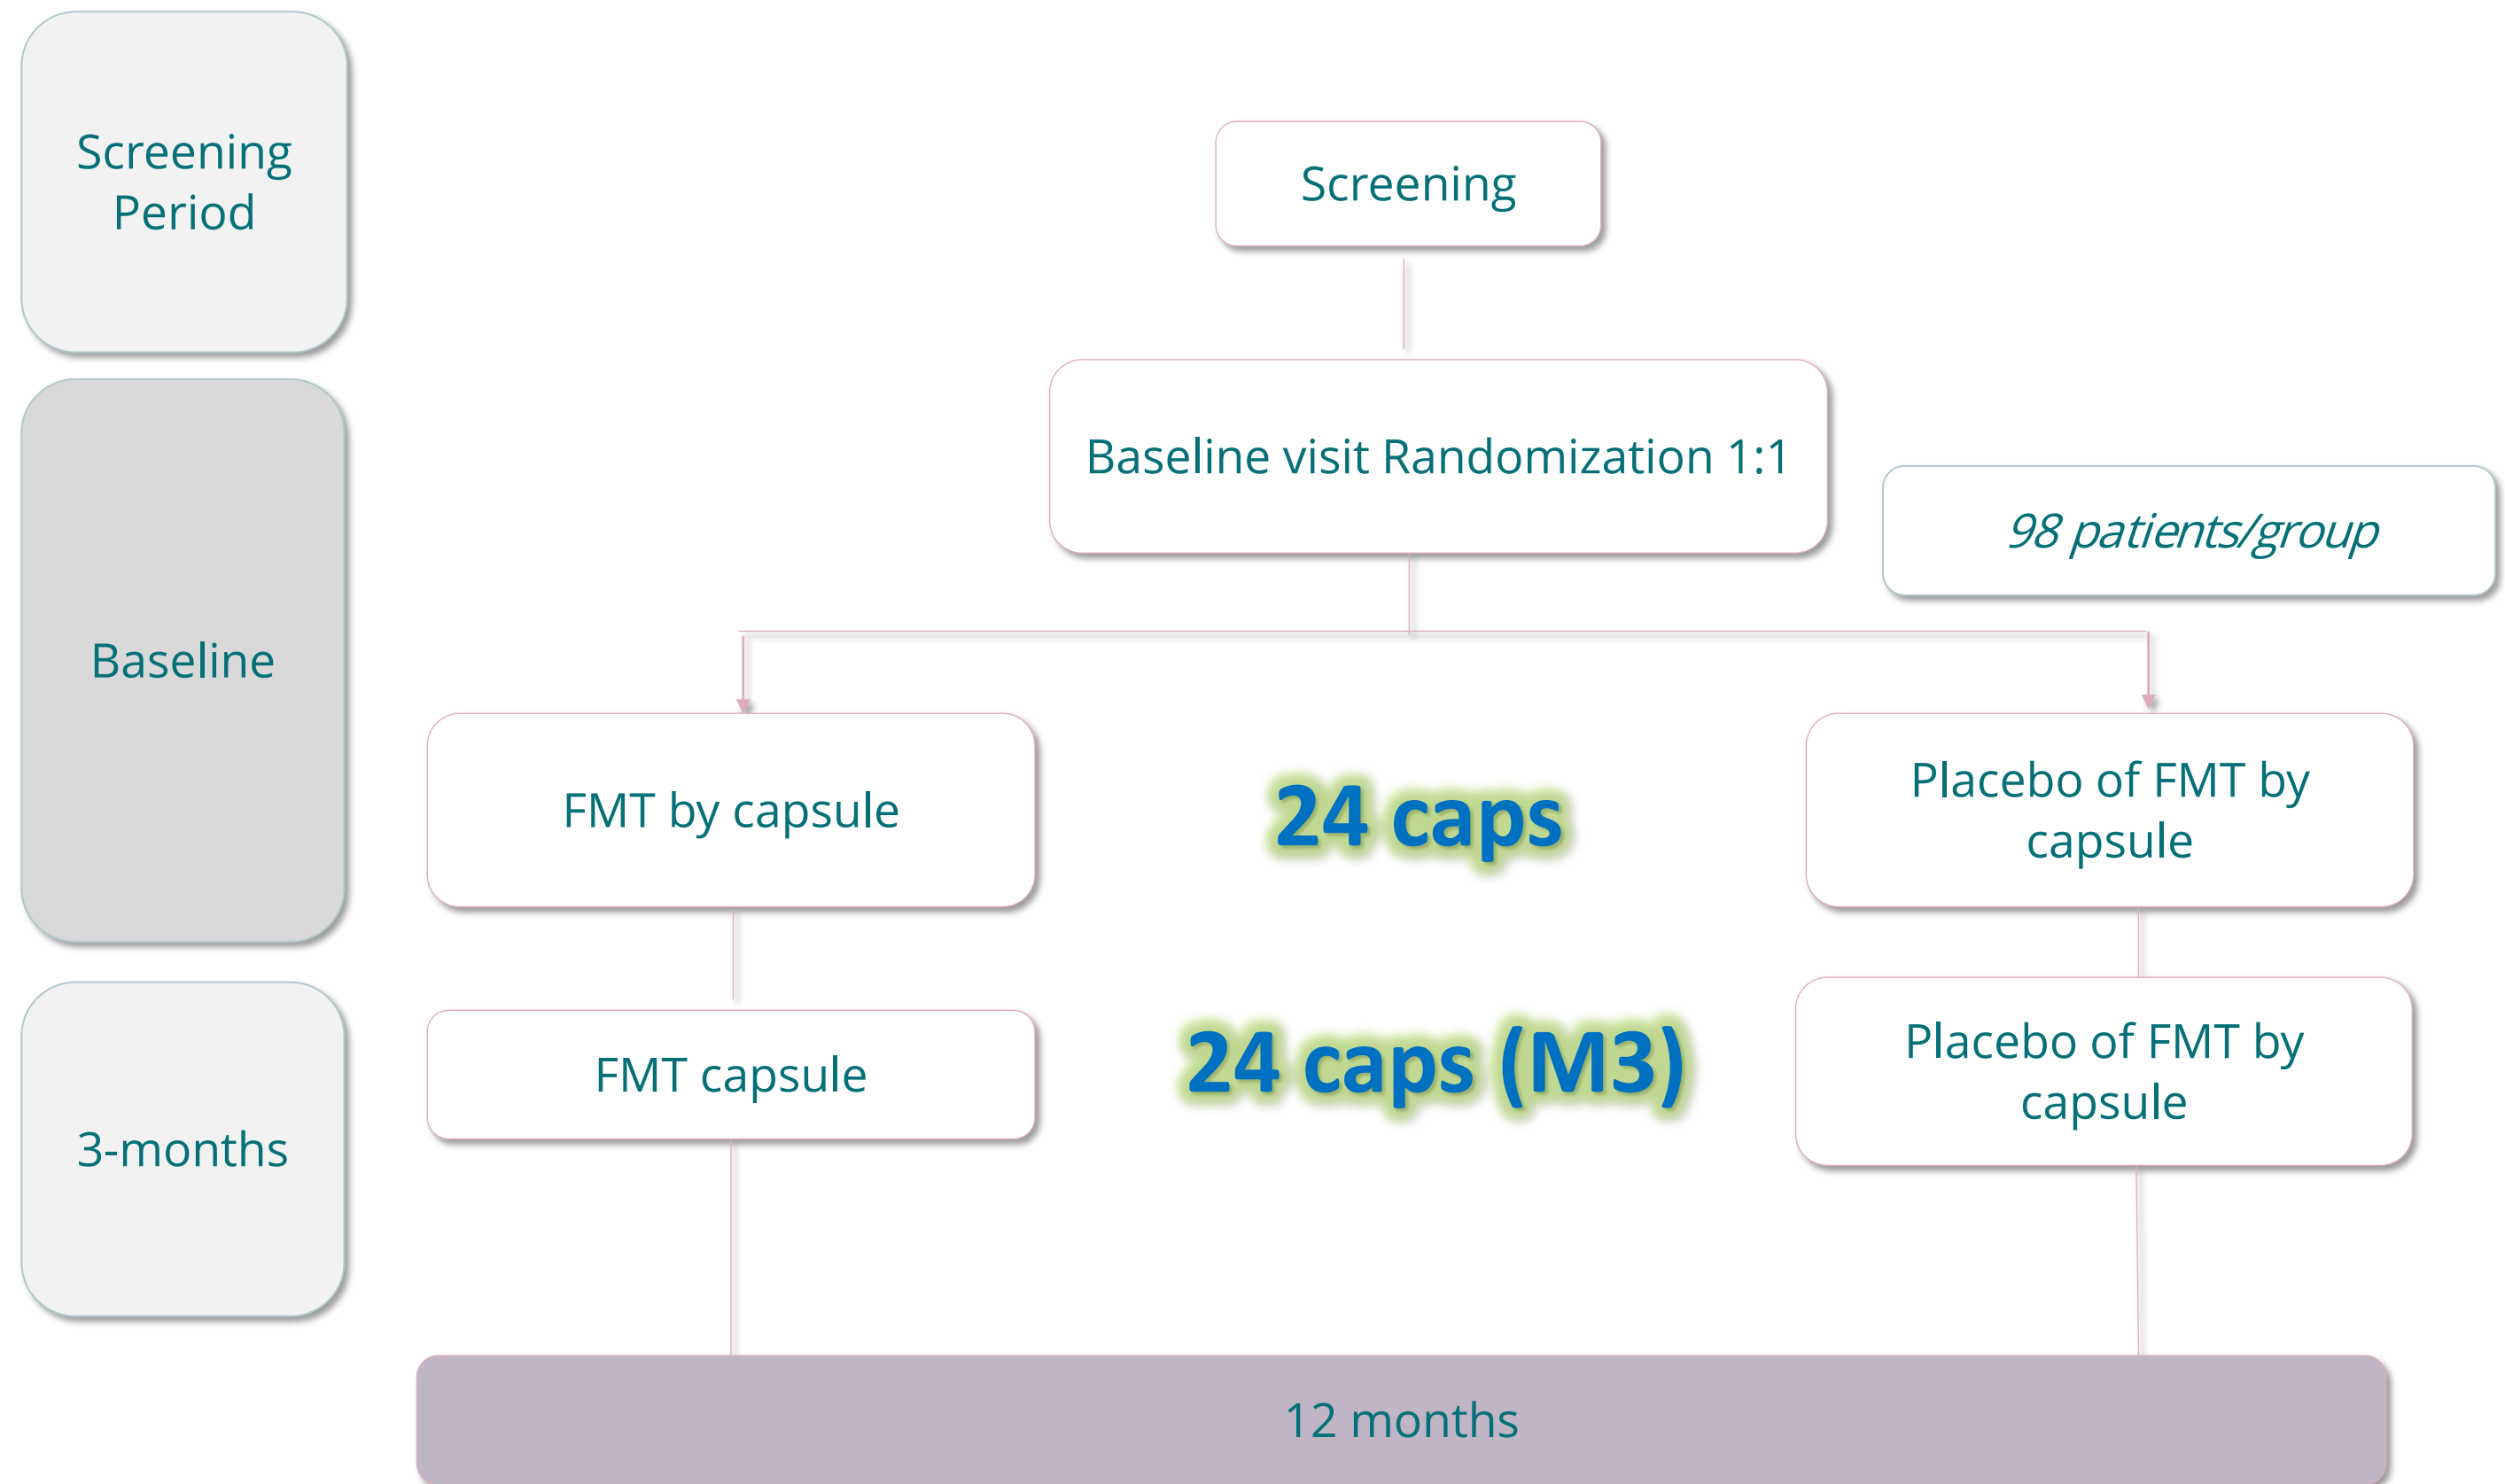 Screening
Period
Screening
Baseline visit Randomization 1:1
98 patients/group
Baseline
FMT by capsule
24 caps
Placebo of FMT by
capsule
3-months
FMT capsule
24 caps (M3)
Placebo of FMT by
capsule
12 months